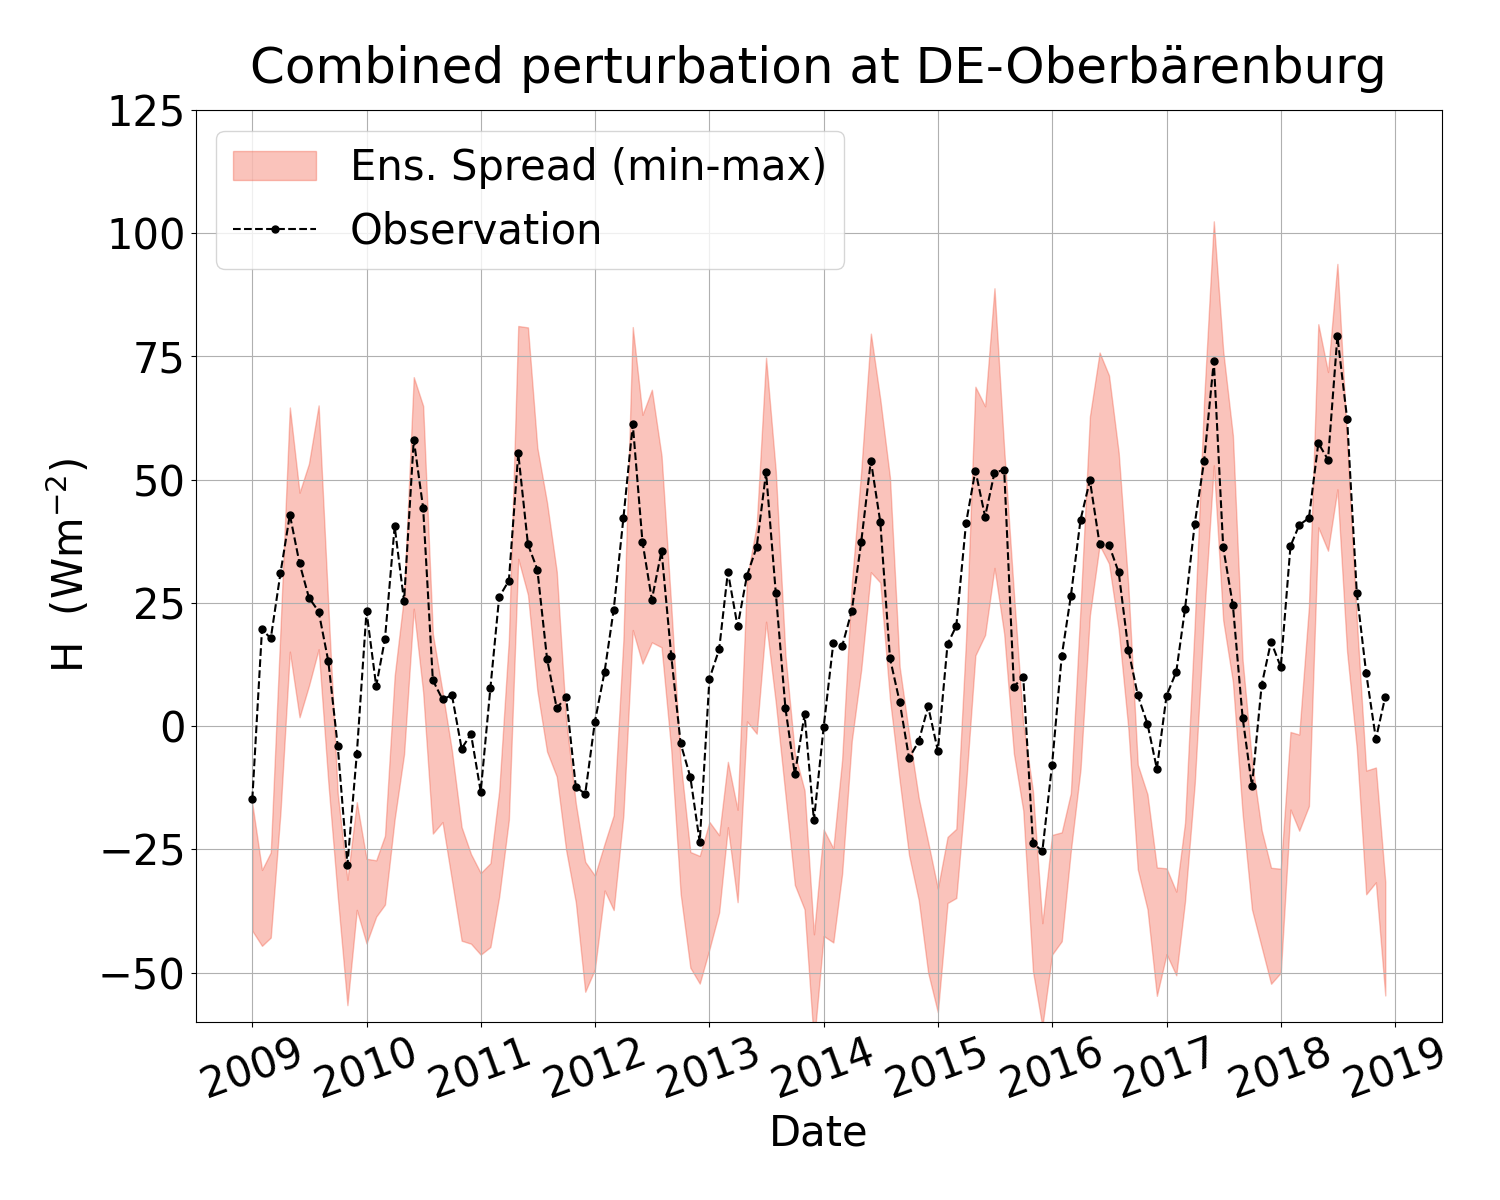 Combined perturbation at DE-Oberbärenburg
Ens. Spread (min-max)
Observation
H (Wm⁻²)
125
100
75
50
25
0
−25
−50
2009 2010 2011 2012 2013 2014 2015 2016 2017 2018 2019
Date